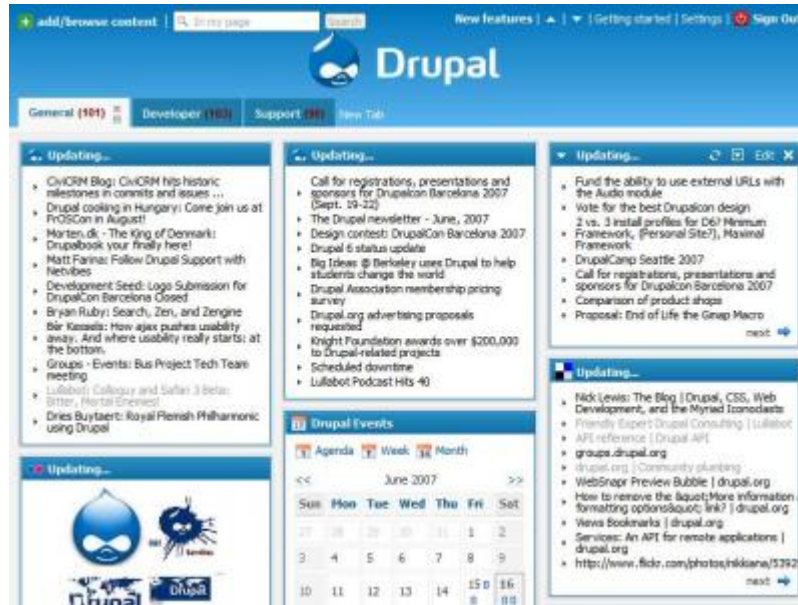 add/browse content | In my page Search
New features | ▲ | ▼ | Getting started | Settings | Sign Out
Drupal
General (101) Developer (103) Support New Tab
Updating...
CiviCRM Blog: CiviCRM hits historic
milestones in commits and issues ...
Drupal cooking in Hungary: Come join us at
FrOSCon in August!
Morten.dk - The King of Denmark:
Drupalbook your finally here!
Matt Farina: Follow Drupal Support with
Netvibes
Development Seed: Logo Submission for
DrupalCon Barcelona Closed
Bryan Ruby: Search, Zen, and Zengine
Bèr Kessels: How ajax pushes usability
away. And where usability really starts: at
the bottom.
Groups - Events: Bus Project Tech Team
meeting
Lullabot: Colloquy and Safari 3 Beta:
Bitter, Mortal Enemies!
Dries Buytaert: Royal Flemish Philharmonic
using Drupal
Updating...
Services
Drupal
Drupal
Updating...
Call for registrations, presentations and
sponsors for Drupalcon Barcelona 2007
(Sept. 19-22)
The Drupal newsletter - June, 2007
Design contest: DrupalCon Barcelona 2007
Drupal 6 status update
Big Ideas @ Berkeley uses Drupal to help
students change the world
Drupal Association membership pricing
survey
Drupal.org advertising proposals
requested
Knight Foundation awards over $200,000
to Drupal-related projects
Scheduled downtime
Lullabot Podcast Hits 40
Drupal Events
Agenda Week Month
<< June 2007 >>
Sun Mon Tue Wed Thu Fri Sat
27 28 29 30 31 1 2
3 4 5 6 7 8 9
10 11 12 13 14 15 16
Updating... Edit X
Fund the ability to use external URLs with
the Audio module
Vote for the best Drupalcon design
2 vs. 3 install profiles for D6? Minimum
Framework, (Personal Site?), Maximal
Framework
DrupalCamp Seattle 2007
Call for registrations, presentations and
sponsors for Drupalcon Barcelona 2007
Comparison of product shops
Proposal: End of Life the Gmap Macro
next
Updating...
Nick Lewis: The Blog | Drupal, CSS, Web
Development, and the Myriad Iconoclasts
Friendly Expert Drupal Consulting | Lullabot
API reference | Drupal API
groups.drupal.org
drupal.org | Community plumbing
WebSnapr Preview Bubble | drupal.org
How to remove the &quot;More information
formatting options&quot; link? | drupal.org
Views Bookmarks | drupal.org
Services: An API for remote applications |
drupal.org
http://www.flickr.com/photos/nikkiana/5392
next